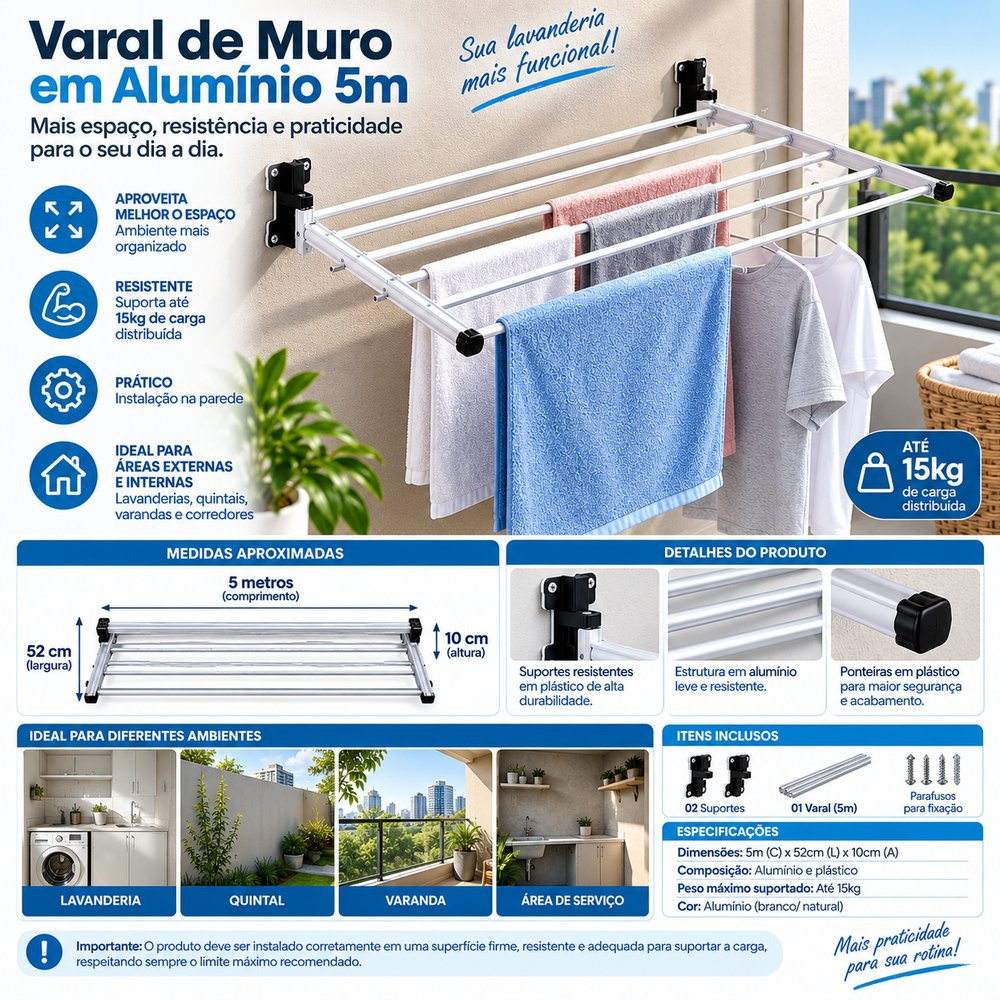 Varal de Muro
em Alumínio 5m
Mais espaço, resistência e praticidade
para o seu dia a dia.
Sua lavanderia
mais funcional!
APROVEITA
MELHOR O ESPAÇO
Ambiente mais
organizado
RESISTENTE
Suporta até
15kg de carga
distribuída
PRÁTICO
Instalação na parede
IDEAL PARA
ÁREAS EXTERNAS
E INTERNAS
Lavanderias, quintais,
varandas e corredores
ATÉ
15kg
de carga
distribuída
MEDIDAS APROXIMADAS
5 metros
(comprimento)
52 cm
(largura)
10 cm
(altura)
DETALHES DO PRODUTO
Suportes resistentes
em plástico de alta
durabilidade.
Estrutura em alumínio
leve e resistente.
Ponteiras em plástico
para maior segurança
e acabamento.
IDEAL PARA DIFERENTES AMBIENTES
LAVANDERIA
QUINTAL
VARANDA
ÁREA DE SERVIÇO
ITENS INCLUSOS
02 Suportes
01 Varal (5m)
Parafusos
para fixação
ESPECIFICAÇÕES
Dimensões: 5m (C) x 52cm (L) x 10cm (A)
Composição: Alumínio e plástico
Peso máximo suportado: Até 15kg
Cor: Alumínio (branco/ natural)
Importante: O produto deve ser instalado corretamente em uma superfície firme, resistente e adequada para suportar a carga,
respeitando sempre o limite máximo recomendado.
Mais praticidade
para sua rotina!